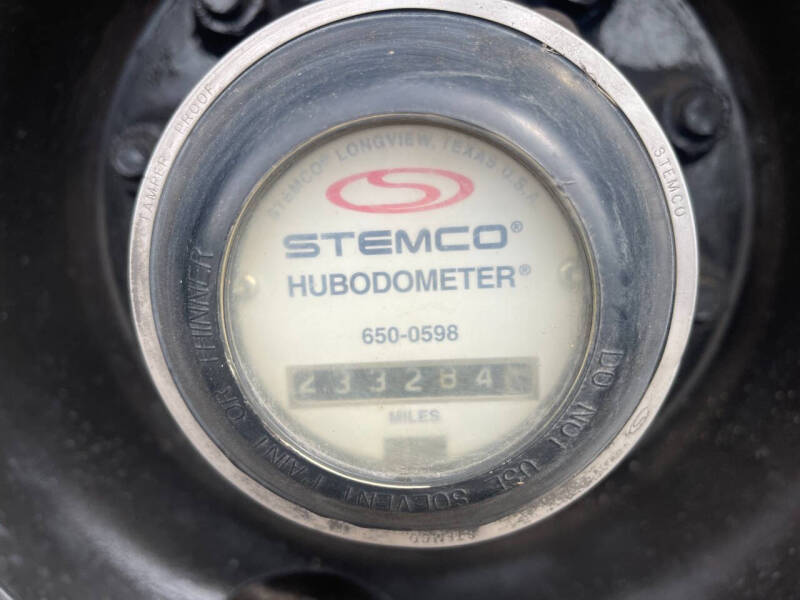 TAMPER PROOF
STEMCO
STEMCO® LONGVIEW, TEXAS U.S.A.
STEMCO®
HUBODOMETER®
650-0598
233284
MILES
DO NOT USE SOLVENT PAINT OR THINNER
STEMCO